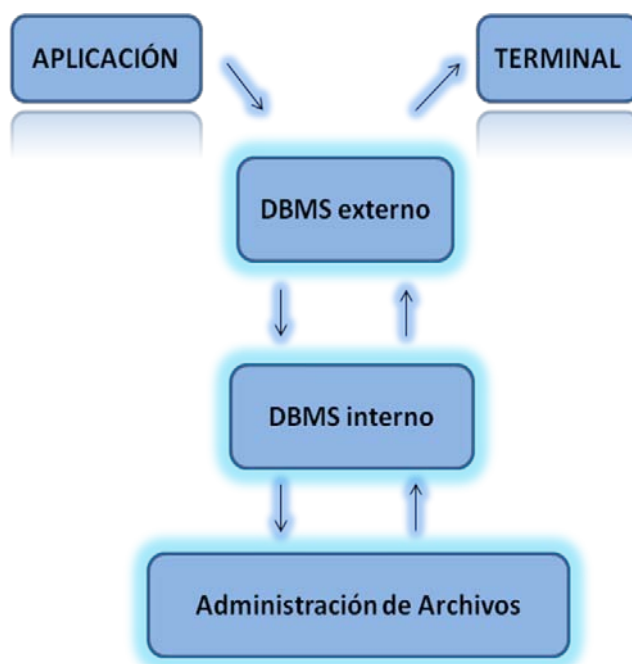 APLICACIÓN
TERMINAL
DBMS externo
DBMS interno
Administración de Archivos